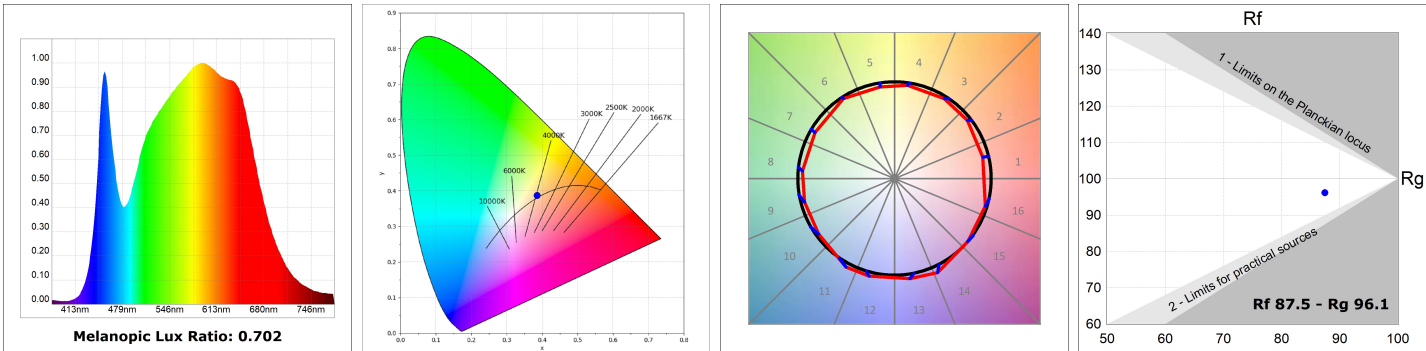 1.00
0.90
0.80
0.70
0.60
0.50
0.40
0.30
0.20
0.10
0.00
413nm 479nm 546nm 613nm 680nm 746nm
Melanopic Lux Ratio: 0.702
0.9
0.8
0.7
0.6
0.5
0.4
0.3
0.2
0.1
0.0
y
0.0 0.1 0.2 0.3 0.4 0.5 0.6 0.7 0.8
x
10000K
6000K
4000K
3000K
2500K
2000K
1667K
1
2
3
4
5
6
7
8
9
10
11
12
13
14
15
16
Rf
140
130
120
110
100
90
80
70
60
Rg
1 - Limits on the Planckian locus
2 - Limits for practical sources
Rf 87.5 - Rg 96.1
50 60 70 80 90 100